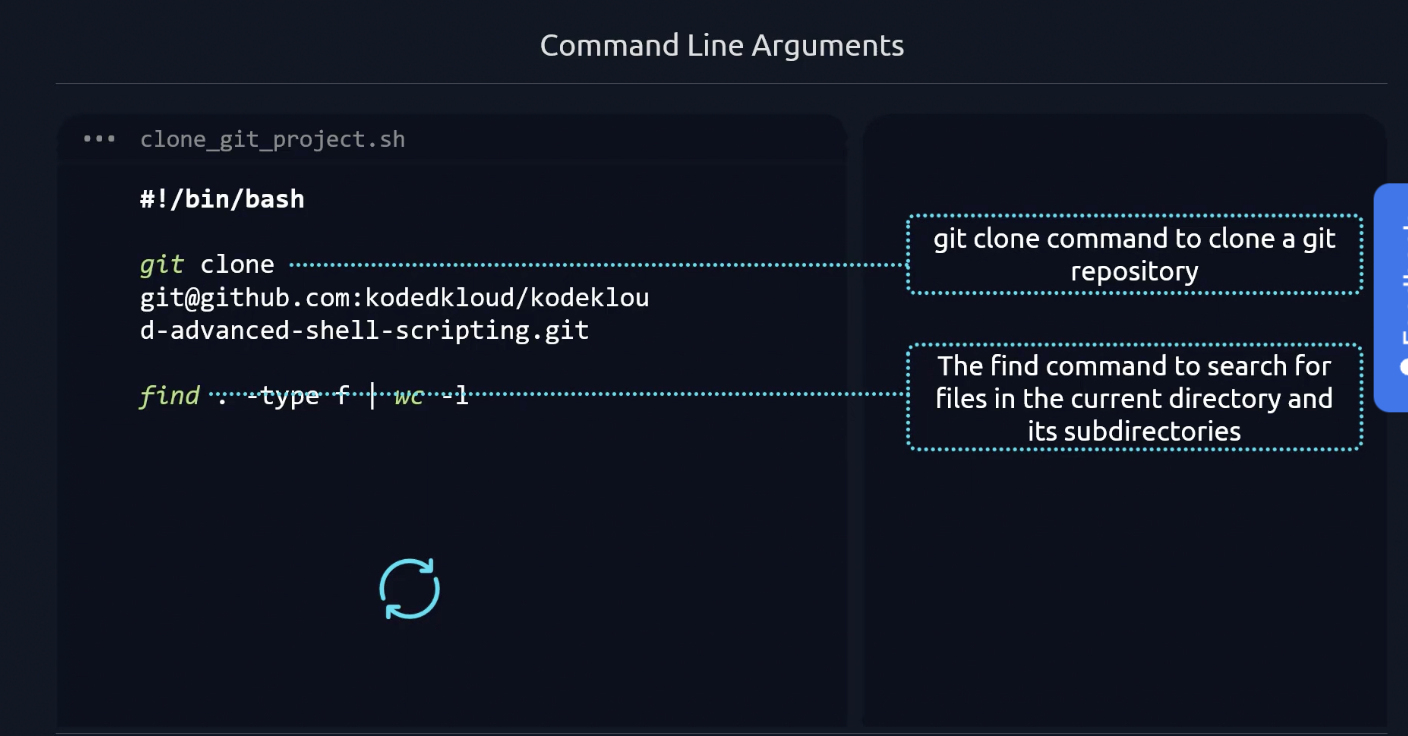 Command Line Arguments
clone_git_project.sh
#!/bin/bash
git clone
git@github.com:kodedkloud/kodeklou
d-advanced-shell-scripting.git
find . -type f | wc -l
git clone command to clone a git
repository
The find command to search for
files in the current directory and
its subdirectories